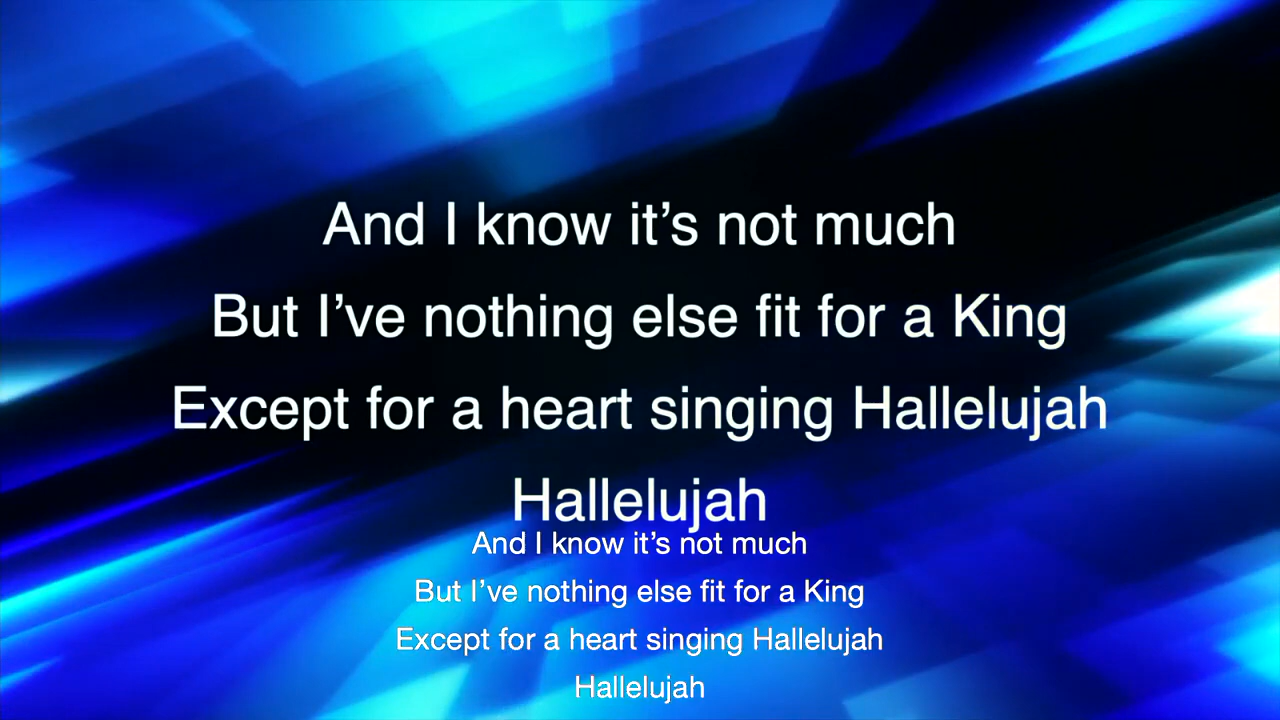 And I know it’s not much
But I’ve nothing else fit for a King
Except for a heart singing Hallelujah
Hallelujah
And I know it’s not much
But I’ve nothing else fit for a King
Except for a heart singing Hallelujah
Hallelujah